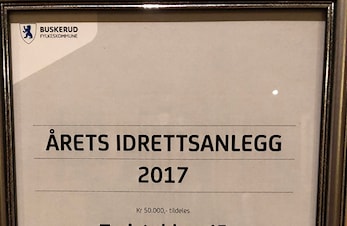 BUSKERUD
FYLKESKOMMUNE
ÅRETS IDRETTSANLEGG
2017
Kr 50.000,- tildeles